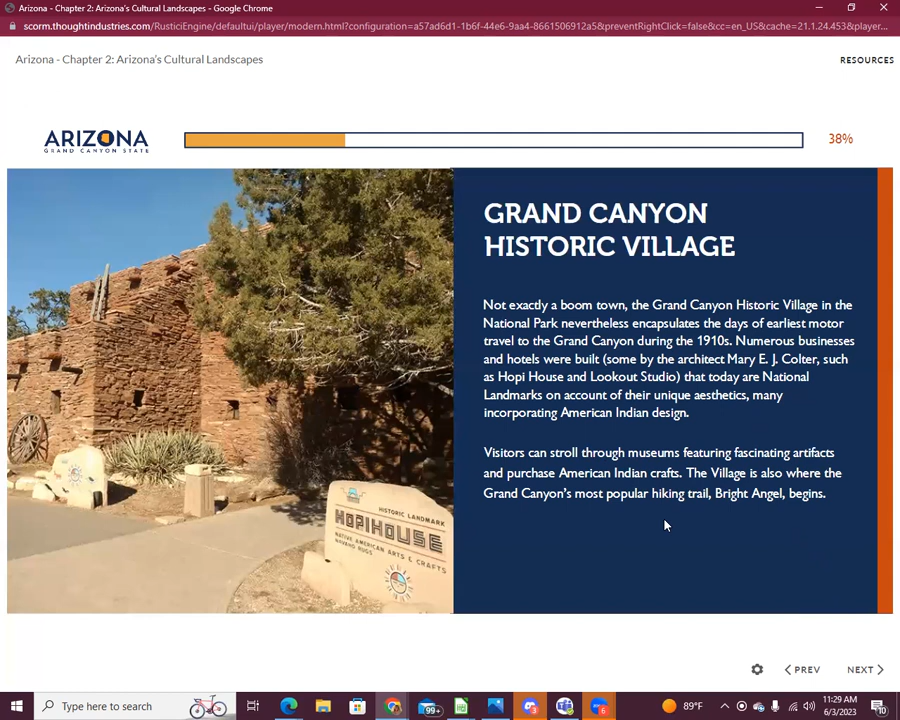 Arizona - Chapter 2: Arizona's Cultural Landscapes - Google Chrome
scorm.thoughtindustries.com/RusticiEngine/defaultui/player/modern.html?configuration=a57ad6d1-1b6f-44e6-9aa4-8661506912a5&preventRightClick=false&cc=en_US&cache=21.1.24.453&player...
Arizona - Chapter 2: Arizona's Cultural Landscapes
RESOURCES
ARIZONA
GRAND CANYON STATE
38%
GRAND CANYON
HISTORIC VILLAGE
Not exactly a boom town, the Grand Canyon Historic Village in the
National Park nevertheless encapsulates the days of earliest motor
travel to the Grand Canyon during the 1910s. Numerous businesses
and hotels were built (some by the architect Mary E. J. Colter, such
as Hopi House and Lookout Studio) that today are National
Landmarks on account of their unique aesthetics, many
incorporating American Indian design.
Visitors can stroll through museums featuring fascinating artifacts
and purchase American Indian crafts. The Village is also where the
Grand Canyon's most popular hiking trail, Bright Angel, begins.
HISTORIC LANDMARK
HOPI HOUSE
NATIVE AMERICAN ARTS & CRAFTS
NAVAJO RUGS
PREV
NEXT
Type here to search
99+
3
6
89°F
11:29 AM
6/3/2023
10